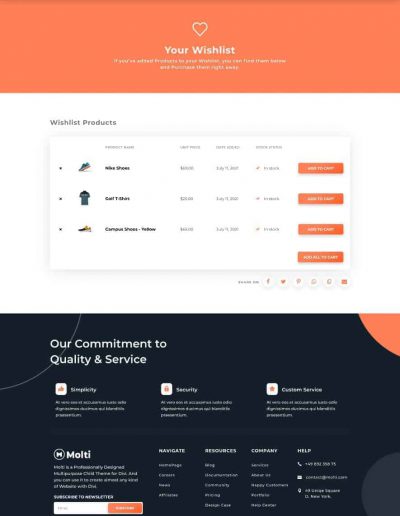 Your Wishlist
If you've added Products to your Wishlist, you can find them below
and Purchase them right away.
Wishlist Products
PRODUCT NAME UNIT PRICE DATE ADDED STOCK STATUS
× Nike Shoes July 11, 2021 In stock ADD TO CART
× Golf T-Shirt $25.00 July 11, 2021 In stock ADD TO CART
× Campus Shoes - Yellow July 11, 2021 In stock ADD TO CART
ADD ALL TO CART
SHARE ON
Our Commitment to
Quality & Service
Simplicity
At vero eos et accusamus iusto odio
dignissimos ducimus qui blanditiis
praesentium.
Security
At vero eos et accusamus iusto odio
dignissimos ducimus qui blanditiis
praesentium.
Custom Service
At vero eos et accusamus iusto odio
dignissimos ducimus qui blanditiis
praesentium.
Molti
Molti is a Professionally Designed
Multipurpose Child Theme for Divi. And
you can use it to create almost any kind
of Website with Divi.
SUBSCRIBE TO NEWSLETTER
Email SUBSCRIBE
NAVIGATE
HomePage
Careers
News
Affiliates
RESOURCES
Blog
Documentation
Community
Pricing
Design Case
COMPANY
Services
About Us
Happy Customers
Portfolio
Help Center
HELP
+49 892 358 75
contact@molti.com
49 Uniqe Square
D, New York.